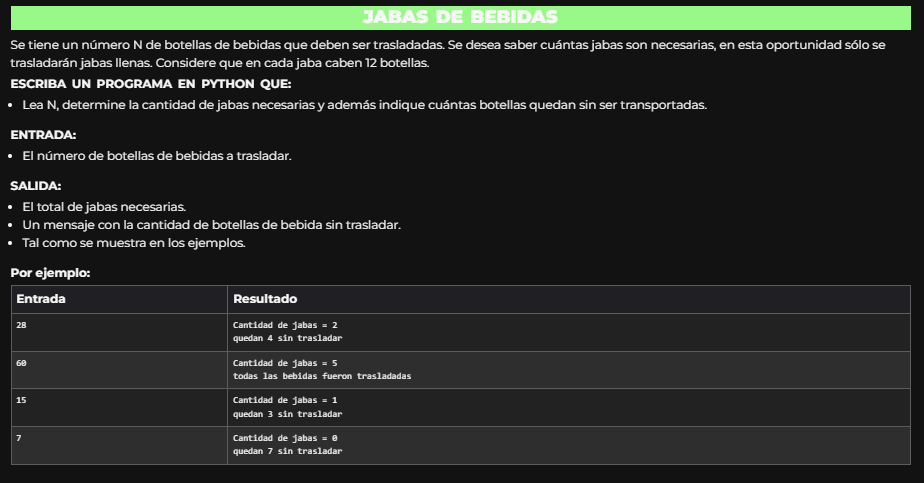 JABAS DE BEBIDAS
Se tiene un número N de botellas de bebidas que deben ser trasladadas. Se desea saber cuántas jabas son necesarias, en esta oportunidad sólo se
trasladarán jabas llenas. Considere que en cada jaba caben 12 botellas.
ESCRIBA UN PROGRAMA EN PYTHON QUE:
• Lea N, determine la cantidad de jabas necesarias y además indique cuántas botellas quedan sin ser transportadas.
ENTRADA:
• El número de botellas de bebidas a trasladar.
SALIDA:
• El total de jabas necesarias.
• Un mensaje con la cantidad de botellas de bebida sin trasladar.
• Tal como se muestra en los ejemplos.
Por ejemplo:
Entrada Resultado
28 Cantidad de jabas = 2
quedan 4 sin trasladar
60 Cantidad de jabas = 5
todas las bebidas fueron trasladadas
15 Cantidad de jabas = 1
quedan 3 sin trasladar
7 Cantidad de jabas = 0
quedan 7 sin trasladar